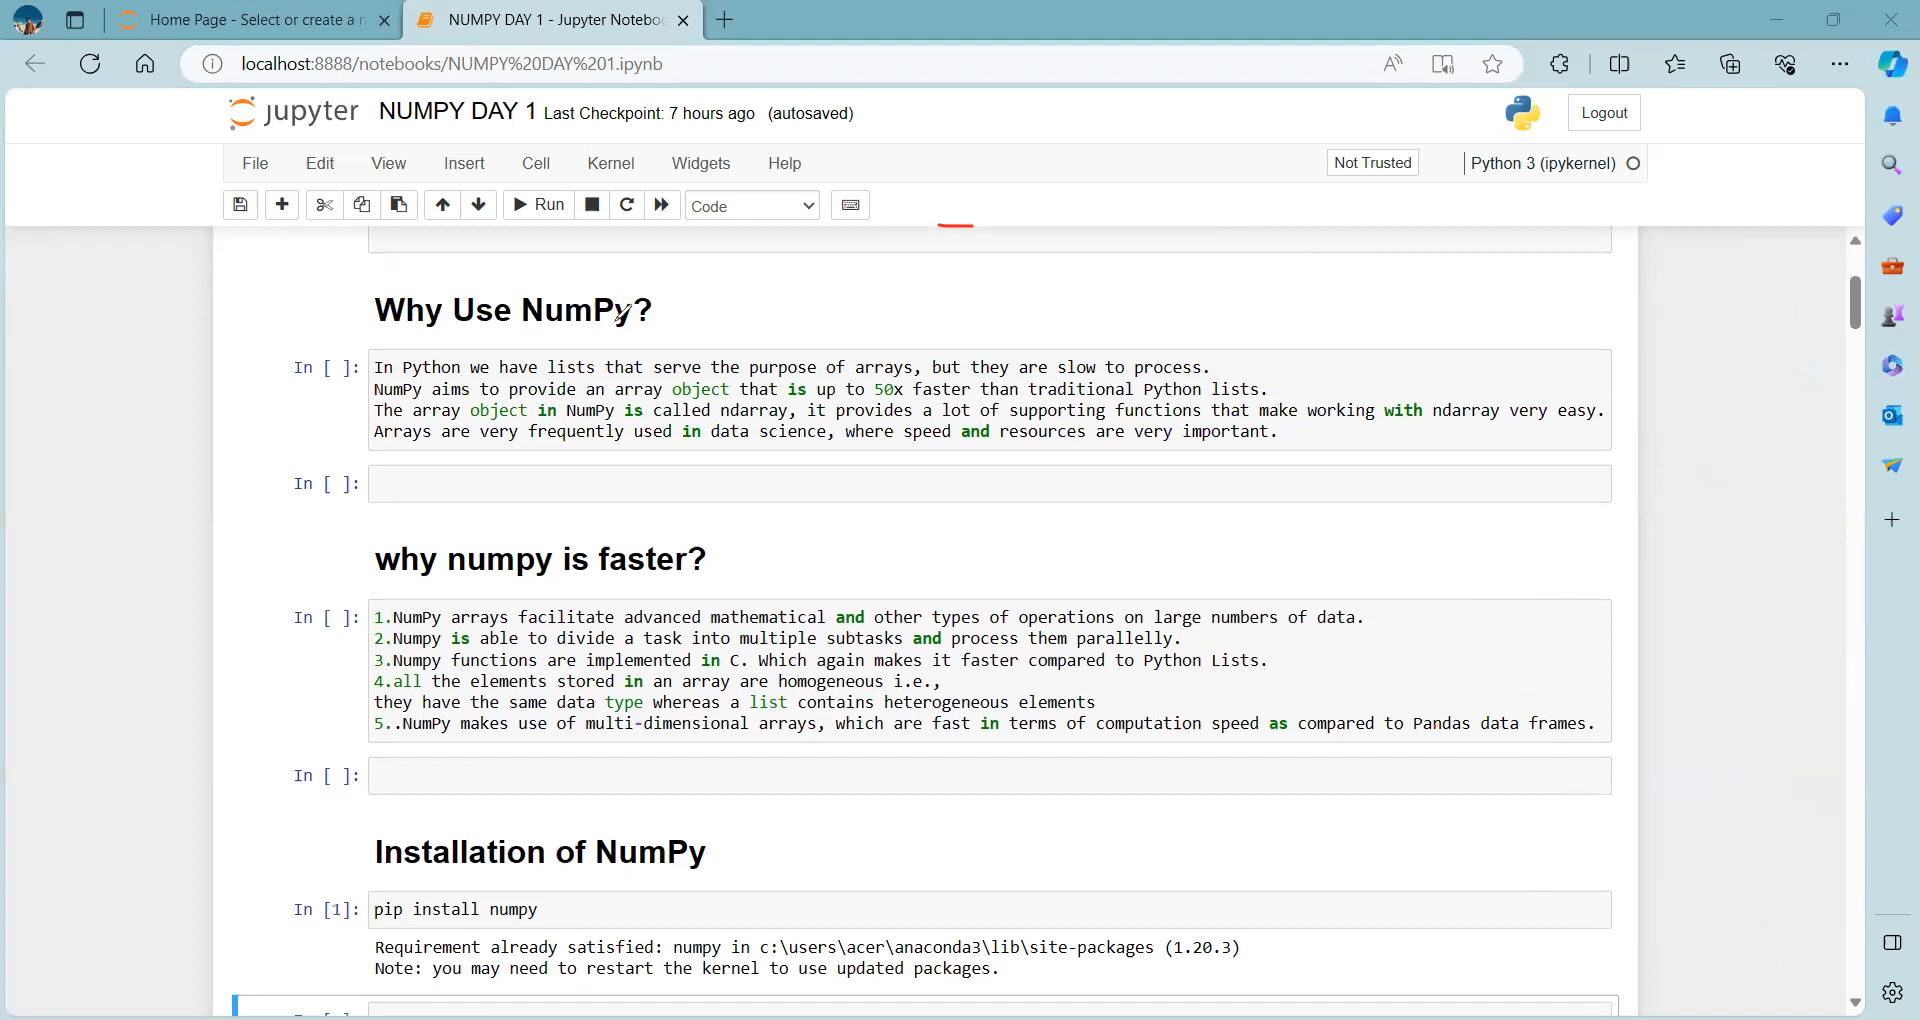 Home Page - Select or create a n
NUMPY DAY 1 - Jupyter Noteboo
localhost:8888/notebooks/NUMPY%20DAY%201.ipynb
jupyter NUMPY DAY 1 Last Checkpoint: 7 hours ago (autosaved)
Logout
File Edit View Insert Cell Kernel Widgets Help
Not Trusted
Python 3 (ipykernel)
Run
Code
Why Use NumPy?
In [ ]: In Python we have lists that serve the purpose of arrays, but they are slow to process.
NumPy aims to provide an array object that is up to 50x faster than traditional Python lists.
The array object in NumPy is called ndarray, it provides a lot of supporting functions that make working with ndarray very easy.
Arrays are very frequently used in data science, where speed and resources are very important.
In [ ]:
why numpy is faster?
In [ ]: 1.NumPy arrays facilitate advanced mathematical and other types of operations on large numbers of data.
2.Numpy is able to divide a task into multiple subtasks and process them parallelly.
3.Numpy functions are implemented in C. Which again makes it faster compared to Python Lists.
4.all the elements stored in an array are homogeneous i.e.,
they have the same data type whereas a list contains heterogeneous elements
5..NumPy makes use of multi-dimensional arrays, which are fast in terms of computation speed as compared to Pandas data frames.
In [ ]:
Installation of NumPy
In [1]: pip install numpy
Requirement already satisfied: numpy in c:\users\acer\anaconda3\lib\site-packages (1.20.3)
Note: you may need to restart the kernel to use updated packages.